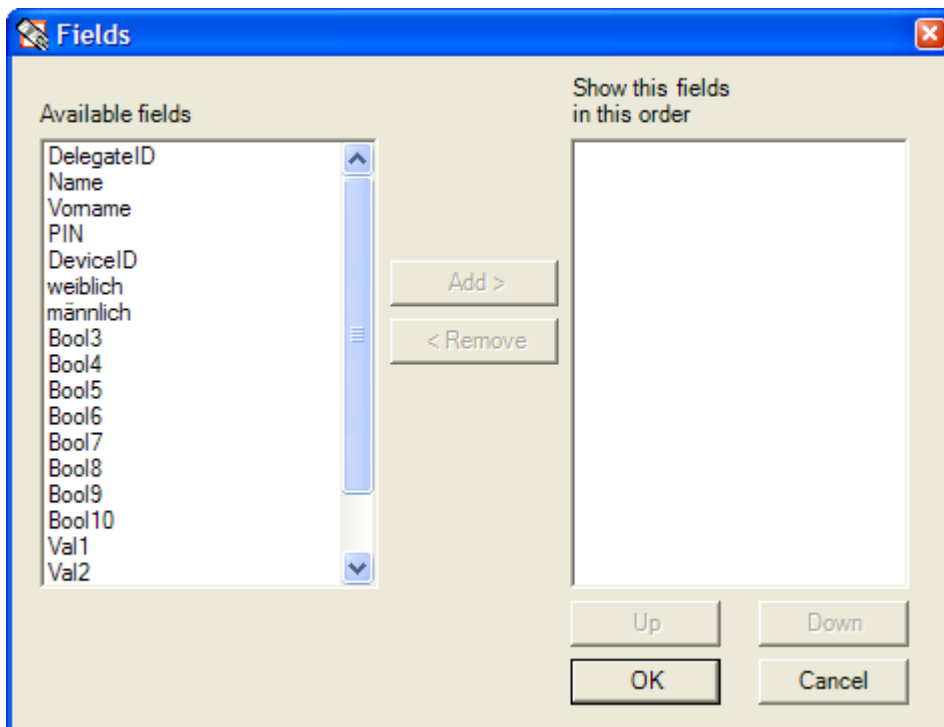 Fields
Available fields
DelegateID
Name
Vorname
PIN
DeviceID
weiblich
männlich
Bool3
Bool4
Bool5
Bool6
Bool7
Bool8
Bool9
Bool10
Val1
Val2
Add >
< Remove
Show this fields
in this order
Up
Down
OK
Cancel